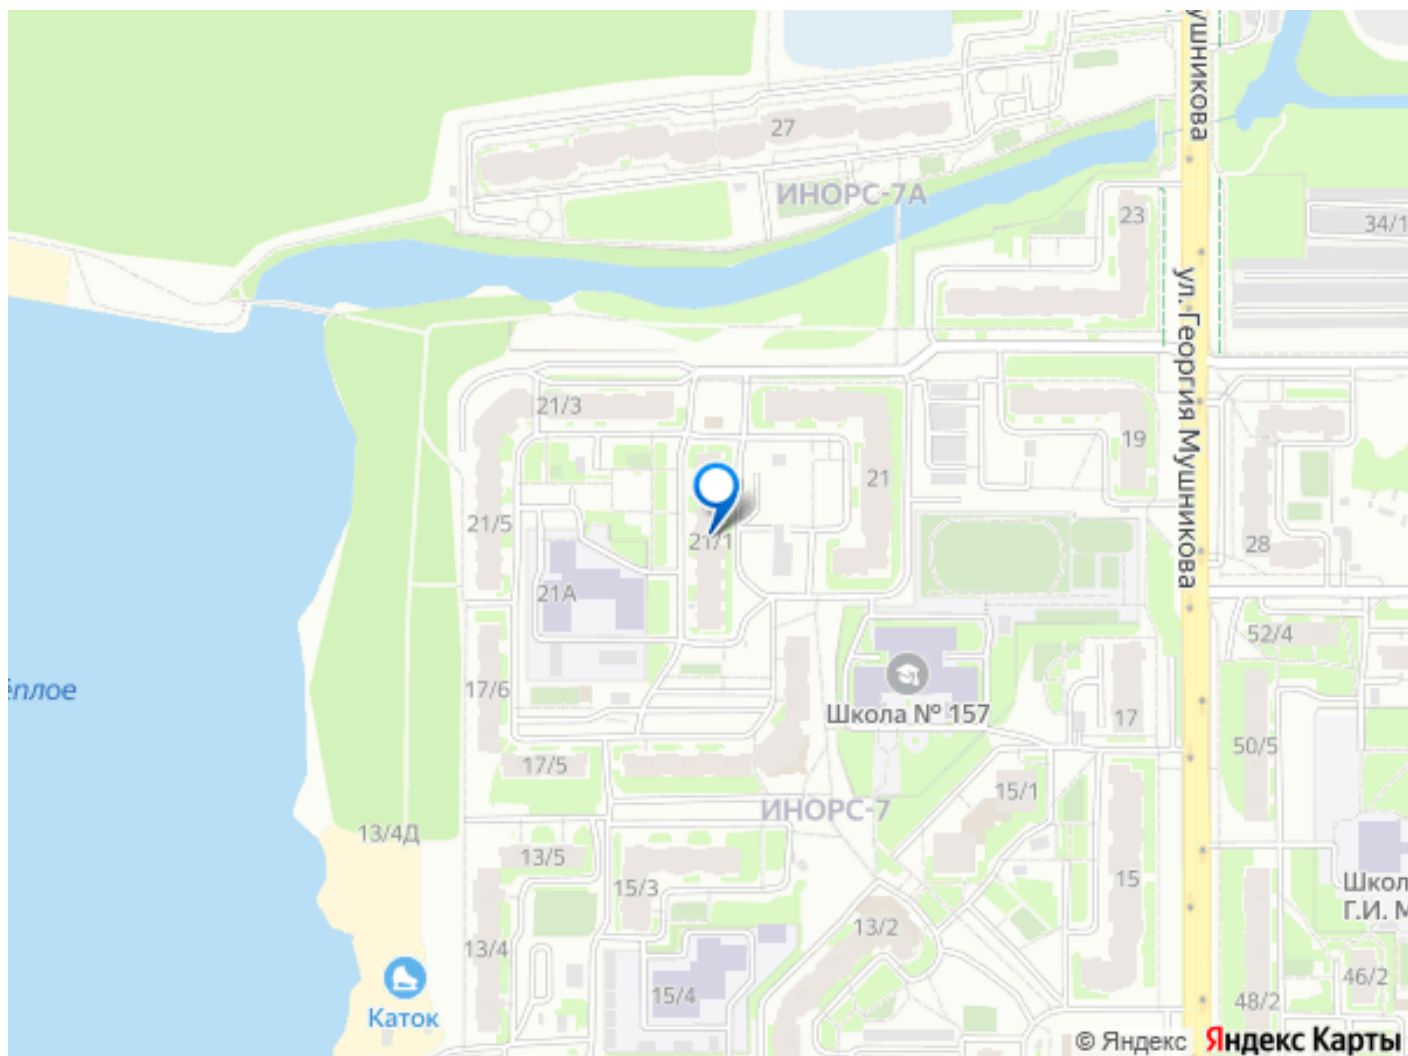 ушникова
27
ИНОРС-7А
23
34/1
ул. Георгия Мушникова
21/3
19
21
21/5
21/1
28
21А
52/4
17/6
Школа № 157
17
50/5
17/5
15/1
ИНОРС-7
13/4Д
13/5
15/3
15
Школ
Г.И. М
13/2
13/4
46/2
15/4
48/2
Каток
ёплое
© Яндекс Яндекс Карты